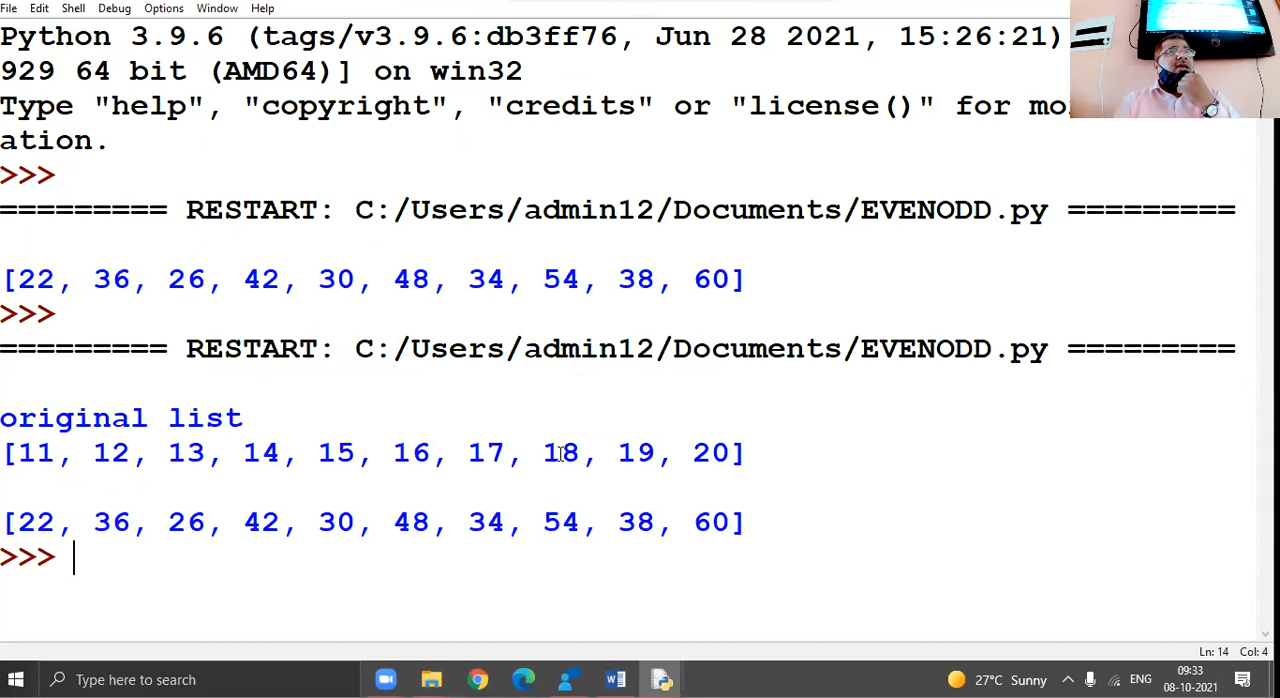 File Edit Shell Debug Options Window Help
Python 3.9.6 (tags/v3.9.6:db3ff76, Jun 28 2021, 15:26:21)
929 64 bit (AMD64)] on win32
Type "help", "copyright", "credits" or "license()" for mo
ation.
>>>
========= RESTART: C:/Users/admin12/Documents/EVENODD.py =========
[22, 36, 26, 42, 30, 48, 34, 54, 38, 60]
>>>
========= RESTART: C:/Users/admin12/Documents/EVENODD.py =========
original list
[11, 12, 13, 14, 15, 16, 17, 18, 19, 20]
[22, 36, 26, 42, 30, 48, 34, 54, 38, 60]
>>>
Ln: 14 Col: 4
Type here to search
27°C Sunny
ENG
09:33
08-10-2021